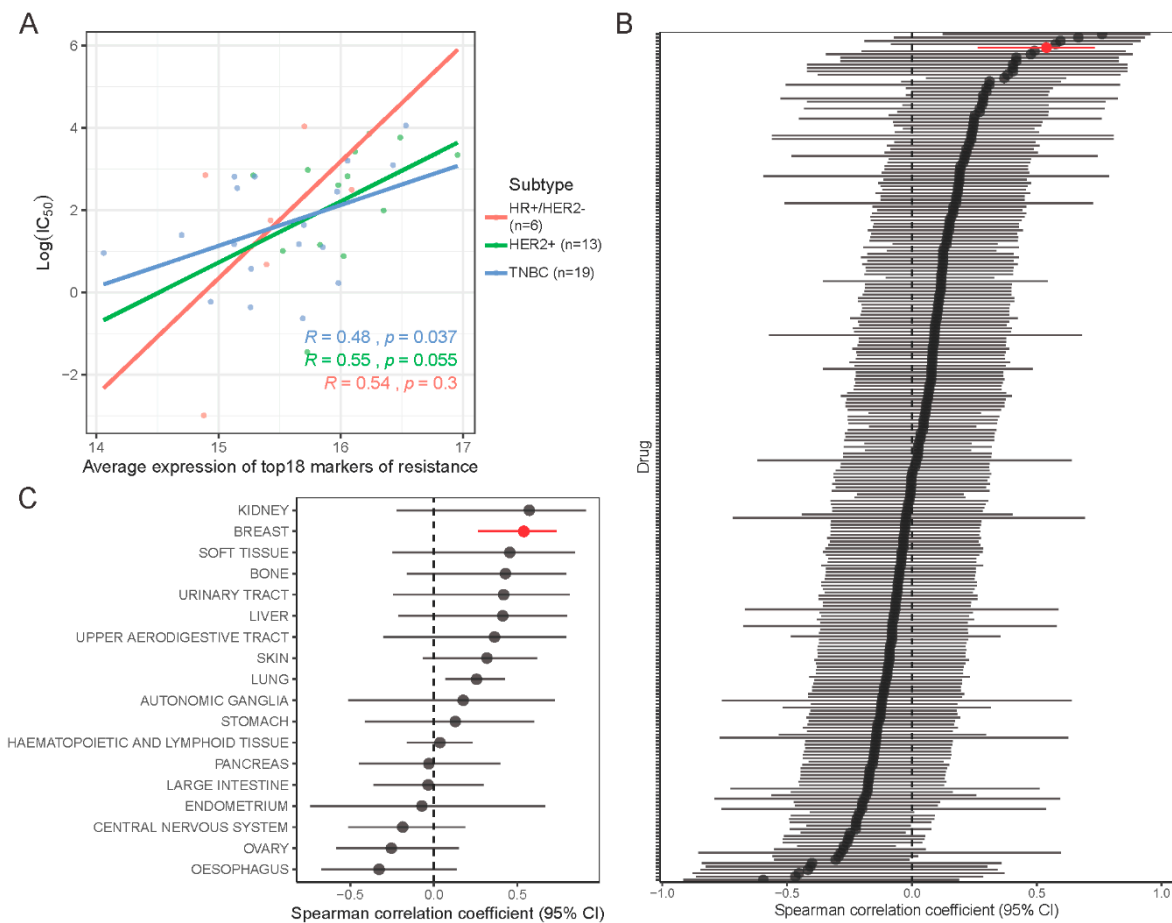 A
6
4
2
0
−2
Log(IC50)
14
15
16
17
Average expression of top18 markers of resistance
Subtype
HR+/HER2-
(n=6)
HER2+ (n=13)
TNBC (n=19)
R = 0.48 , p = 0.037
R = 0.55 , p = 0.055
R = 0.54 , p = 0.3
B
Drug
−1.0
−0.5
0.0
0.5
1.0
Spearman correlation coefficient (95% CI)
C
KIDNEY
BREAST
SOFT TISSUE
BONE
URINARY TRACT
LIVER
UPPER AERODIGESTIVE TRACT
SKIN
LUNG
AUTONOMIC GANGLIA
STOMACH
HAEMATOPOIETIC AND LYMPHOID TISSUE
PANCREAS
LARGE INTESTINE
ENDOMETRIUM
CENTRAL NERVOUS SYSTEM
OVARY
OESOPHAGUS
−0.5
0.0
0.5
Spearman correlation coefficient (95% CI)